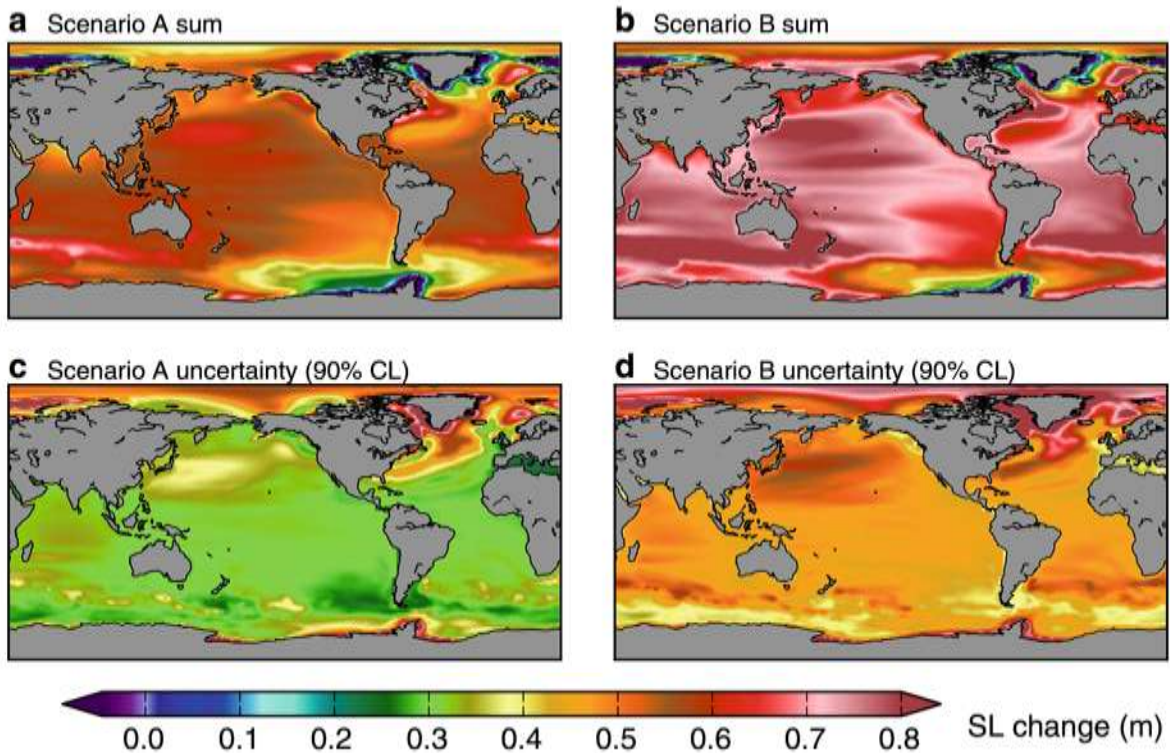 a Scenario A sum
b Scenario B sum
c Scenario A uncertainty (90% CL)
d Scenario B uncertainty (90% CL)
0.0 0.1 0.2 0.3 0.4 0.5 0.6 0.7 0.8
SL change (m)